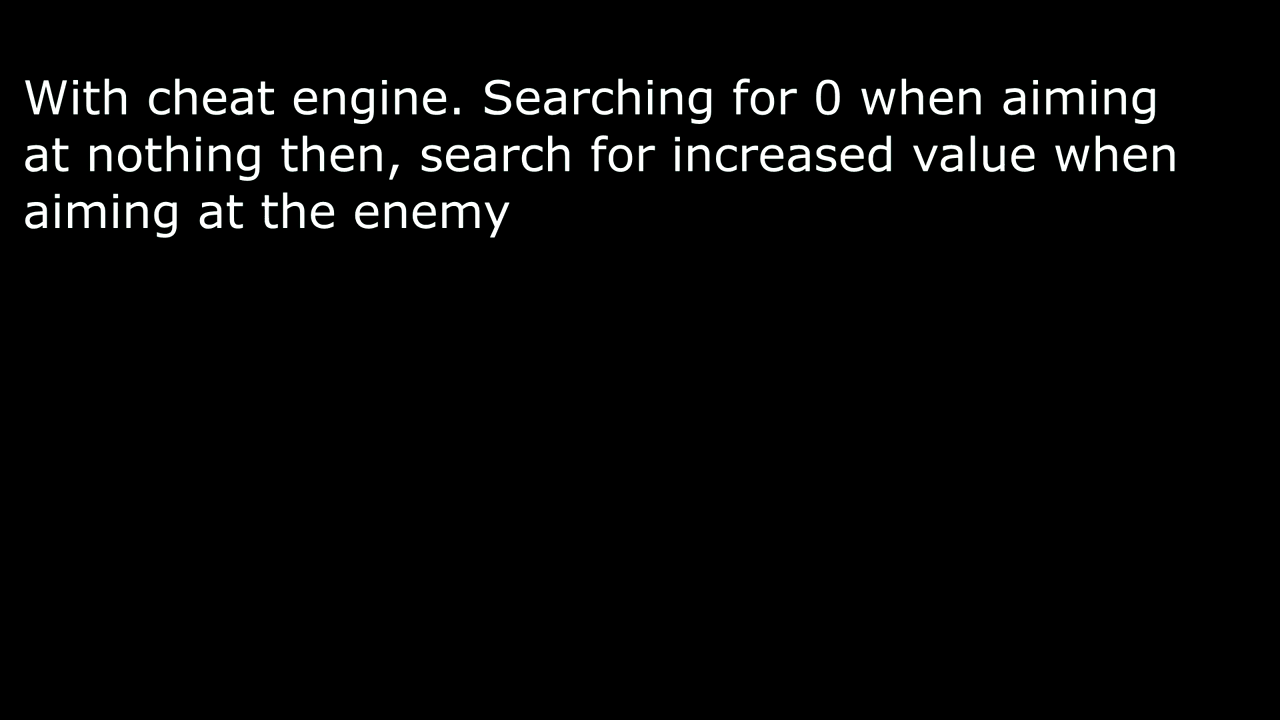 With cheat engine. Searching for 0 when aiming
at nothing then, search for increased value when
aiming at the enemy